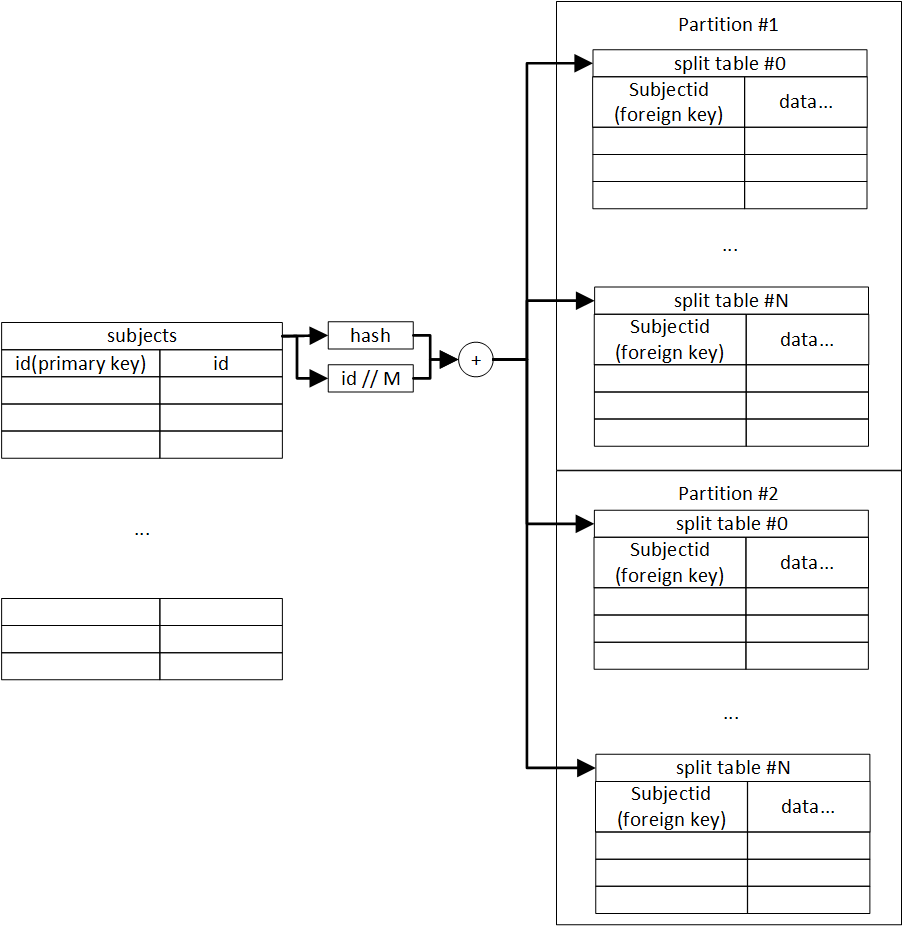 Partition #1
split table #0
Subjectid
(foreign key)
data...
...
split table #N
Subjectid
(foreign key)
data...
subjects
id(primary key)
id
hash
id // M
+
...
Partition #2
split table #0
Subjectid
(foreign key)
data...
...
split table #N
Subjectid
(foreign key)
data...